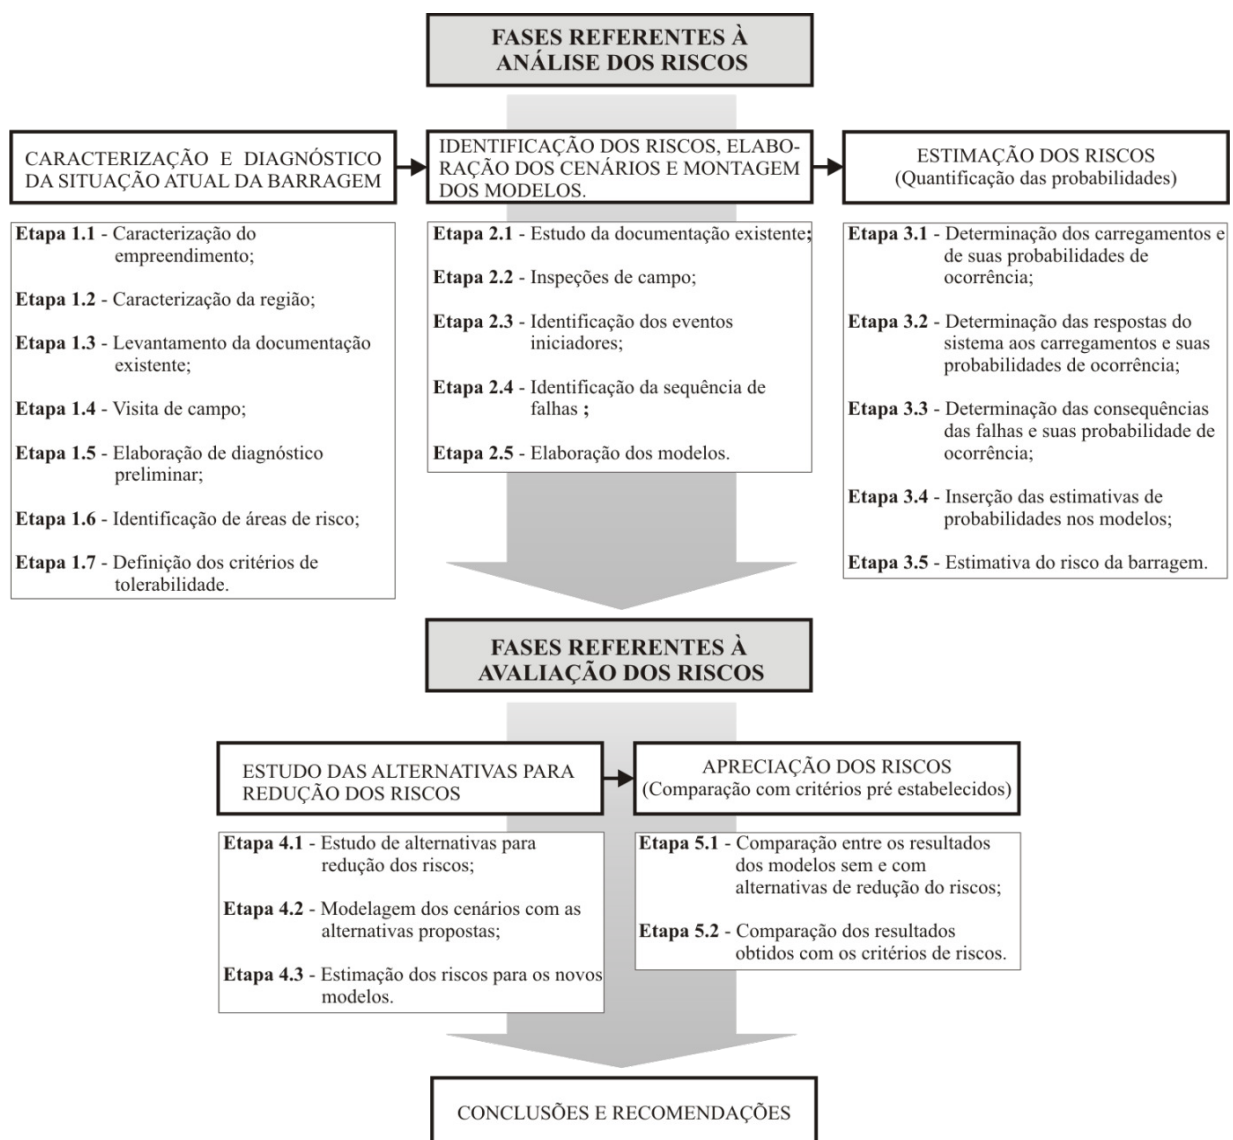 FASES REFERENTES À
ANÁLISE DOS RISCOS
CARACTERIZAÇÃO E DIAGNÓSTICO
DA SITUAÇÃO ATUAL DA BARRAGEM
IDENTIFICAÇÃO DOS RISCOS, ELABO-
RAÇÃO DOS CENÁRIOS E MONTAGEM
DOS MODELOS.
ESTIMAÇÃO DOS RISCOS
(Quantificação das probabilidades)
Etapa 1.1 - Caracterização do
empreendimento;
Etapa 1.2 - Caracterização da região;
Etapa 1.3 - Levantamento da documentação
existente;
Etapa 1.4 - Visita de campo;
Etapa 1.5 - Elaboração de diagnóstico
preliminar;
Etapa 1.6 - Identificação de áreas de risco;
Etapa 1.7 - Definição dos critérios de
tolerabilidade.
Etapa 2.1 - Estudo da documentação existente;
Etapa 2.2 - Inspeções de campo;
Etapa 2.3 - Identificação dos eventos
iniciadores;
Etapa 2.4 - Identificação da sequência de
falhas ;
Etapa 2.5 - Elaboração dos modelos.
Etapa 3.1 - Determinação dos carregamentos e
de suas probabilidades de
ocorrência;
Etapa 3.2 - Determinação das respostas do
sistema aos carregamentos e suas
probabilidades de ocorrência;
Etapa 3.3 - Determinação das consequências
das falhas e suas probabilidade de
ocorrência;
Etapa 3.4 - Inserção das estimativas de
probabilidades nos modelos;
Etapa 3.5 - Estimativa do risco da barragem.
FASES REFERENTES À
AVALIAÇÃO DOS RISCOS
ESTUDO DAS ALTERNATIVAS PARA
REDUÇÃO DOS RISCOS
APRECIAÇÃO DOS RISCOS
(Comparação com critérios pré estabelecidos)
Etapa 4.1 - Estudo de alternativas para
redução dos riscos;
Etapa 4.2 - Modelagem dos cenários com as
alternativas propostas;
Etapa 4.3 - Estimação dos riscos para os novos
modelos.
Etapa 5.1 - Comparação entre os resultados
dos modelos sem e com
alternativas de redução do riscos;
Etapa 5.2 - Comparação dos resultados
obtidos com os critérios de riscos.
CONCLUSÕES E RECOMENDAÇÕES